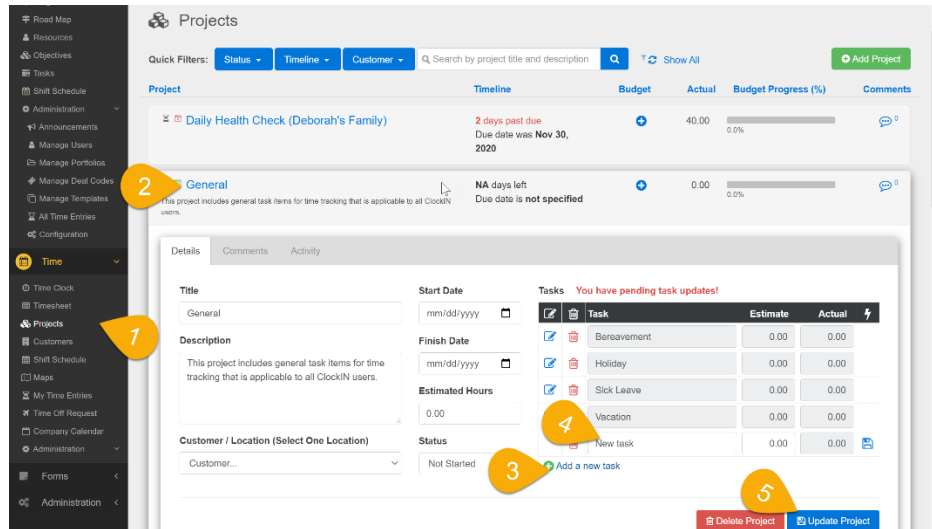 Road Map
Resources
Objectives
Tasks
Shift Schedule
Administration
Announcements
Manage Users
Manage Portfolios
Manage Deal Codes
Manage Templates
All Time Entries
Configuration
Time
Time Clock
Timesheet
Projects
Customers
Shift Schedule
Maps
My Time Entries
Time Off Request
Company Calendar
Administration
Forms
Administration
Projects
Quick Filters: Status Timeline Customer Search by project title and description Show All Add Project
Project Timeline Budget Actual Budget Progress (%) Comments
Daily Health Check (Deborah's Family) 2 days past due 40.00 0
Due date was Nov 30, 0.0%
2020
2 General NA days left 0.00 0
This project includes general task items for time tracking that is applicable to all ClockIN Due date is not specified 0.0%
users.
Details Comments Activity
Title Start Date Tasks You have pending task updates!
General mm/dd/yyyy Task Estimate Actual
1
Description Finish Date Bereavement 0.00 0.00
This project includes general task items for time mm/dd/yyyy Holiday 0.00 0.00
tracking that is applicable to all ClockIN users.
Estimated Hours Sick Leave 0.00 0.00
0.00 4 Vacation 0.00 0.00
Customer / Location (Select One Location) Status New task 0.00 0.00
Customer... Not Started 3 Add a new task
5
Delete Project Update Project